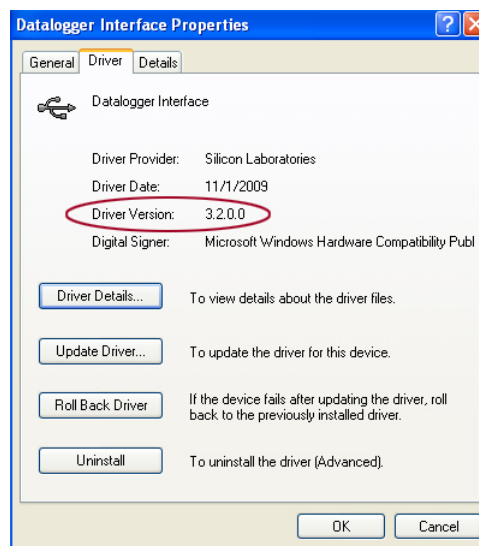 Datalogger Interface Properties
General Driver Details
Datalogger Interface
Driver Provider: Silicon Laboratories
Driver Date: 11/1/2009
Driver Version: 3.2.0.0
Digital Signer: Microsoft Windows Hardware Compatibility Publ
Driver Details... To view details about the driver files.
Update Driver... To update the driver for this device.
Roll Back Driver If the device fails after updating the driver, roll
back to the previously installed driver.
Uninstall To uninstall the driver (Advanced).
OK Cancel